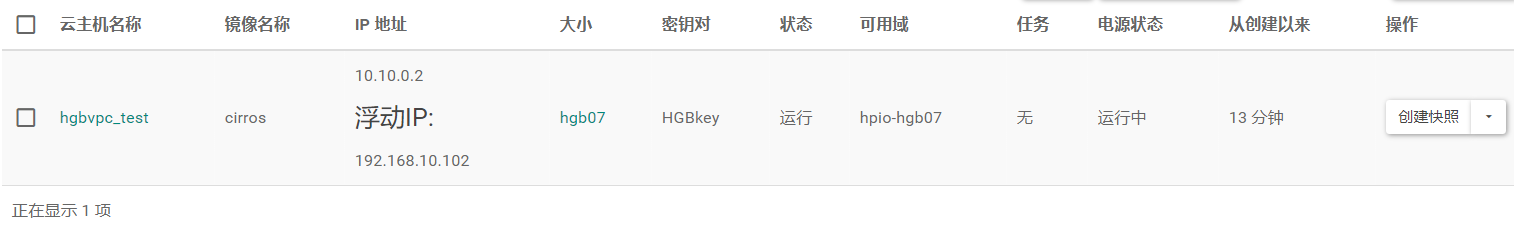 云主机名称 镜像名称 IP 地址 大小 密钥对 状态 可用域 任务 电源状态 从创建以来 操作
10.10.0.2
hgbvpc_test cirros 浮动IP: hgb07 HGBkey 运行 hpio-hgb07 无 运行中 13 分钟 创建快照
192.168.10.102
正在显示 1 项